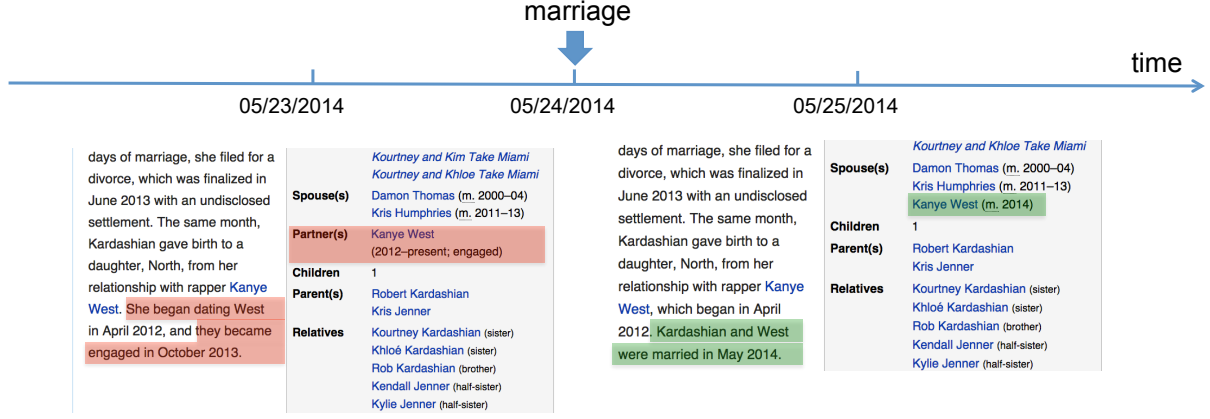 marriage
time
05/23/2014
05/24/2014
05/25/2014
days of marriage, she filed for a
divorce, which was finalized in
June 2013 with an undisclosed
settlement. The same month,
Kardashian gave birth to a
daughter, North, from her
relationship with rapper Kanye
West. She began dating West
in April 2012, and they became
engaged in October 2013.
Kourtney and Kim Take Miami
Kourtney and Khloe Take Miami
Spouse(s) Damon Thomas (m. 2000–04)
Kris Humphries (m. 2011–13)
Partner(s) Kanye West
(2012–present; engaged)
Children 1
Parent(s) Robert Kardashian
Kris Jenner
Relatives Kourtney Kardashian (sister)
Khloé Kardashian (sister)
Rob Kardashian (brother)
Kendall Jenner (half-sister)
Kylie Jenner (half-sister)
days of marriage, she filed for a
divorce, which was finalized in
June 2013 with an undisclosed
settlement. The same month,
Kardashian gave birth to a
daughter, North, from her
relationship with rapper Kanye
West, which began in April
2012. Kardashian and West
were married in May 2014.
Kourtney and Khloe Take Miami
Spouse(s) Damon Thomas (m. 2000–04)
Kris Humphries (m. 2011–13)
Kanye West (m. 2014)
Children 1
Parent(s) Robert Kardashian
Kris Jenner
Relatives Kourtney Kardashian (sister)
Khloé Kardashian (sister)
Rob Kardashian (brother)
Kendall Jenner (half-sister)
Kylie Jenner (half-sister)